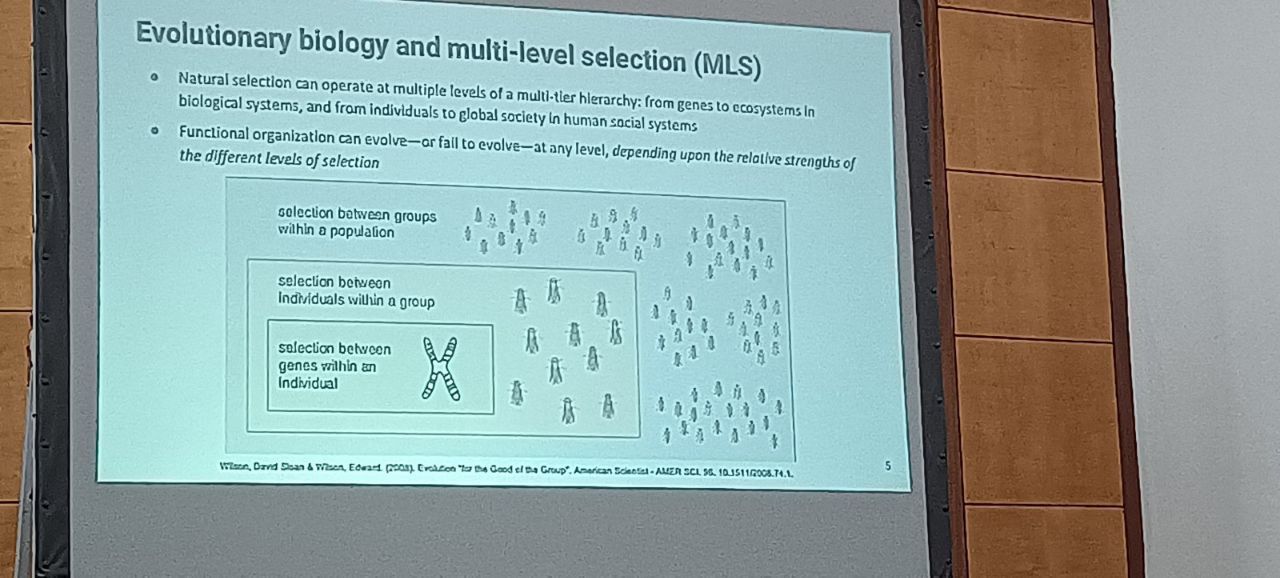 Evolutionary biology and multi-level selection (MLS)
Natural selection can operate at multiple levels of a multi-tier hierarchy: from genes to ecosystems in
biological systems, and from individuals to global society in human social systems
Functional organization can evolve—or fail to evolve—at any level, depending upon the relative strengths of
the different levels of selection
selection between groups
within a population
selection between
individuals within a group
selection between
genes within an
individual
Wilson, David Sloan & Wilson, Edward. (2008). Evolution "for the Good of the Group". American Scientist - AMER SCI. 96. 10.1511/2008.74.1.
5